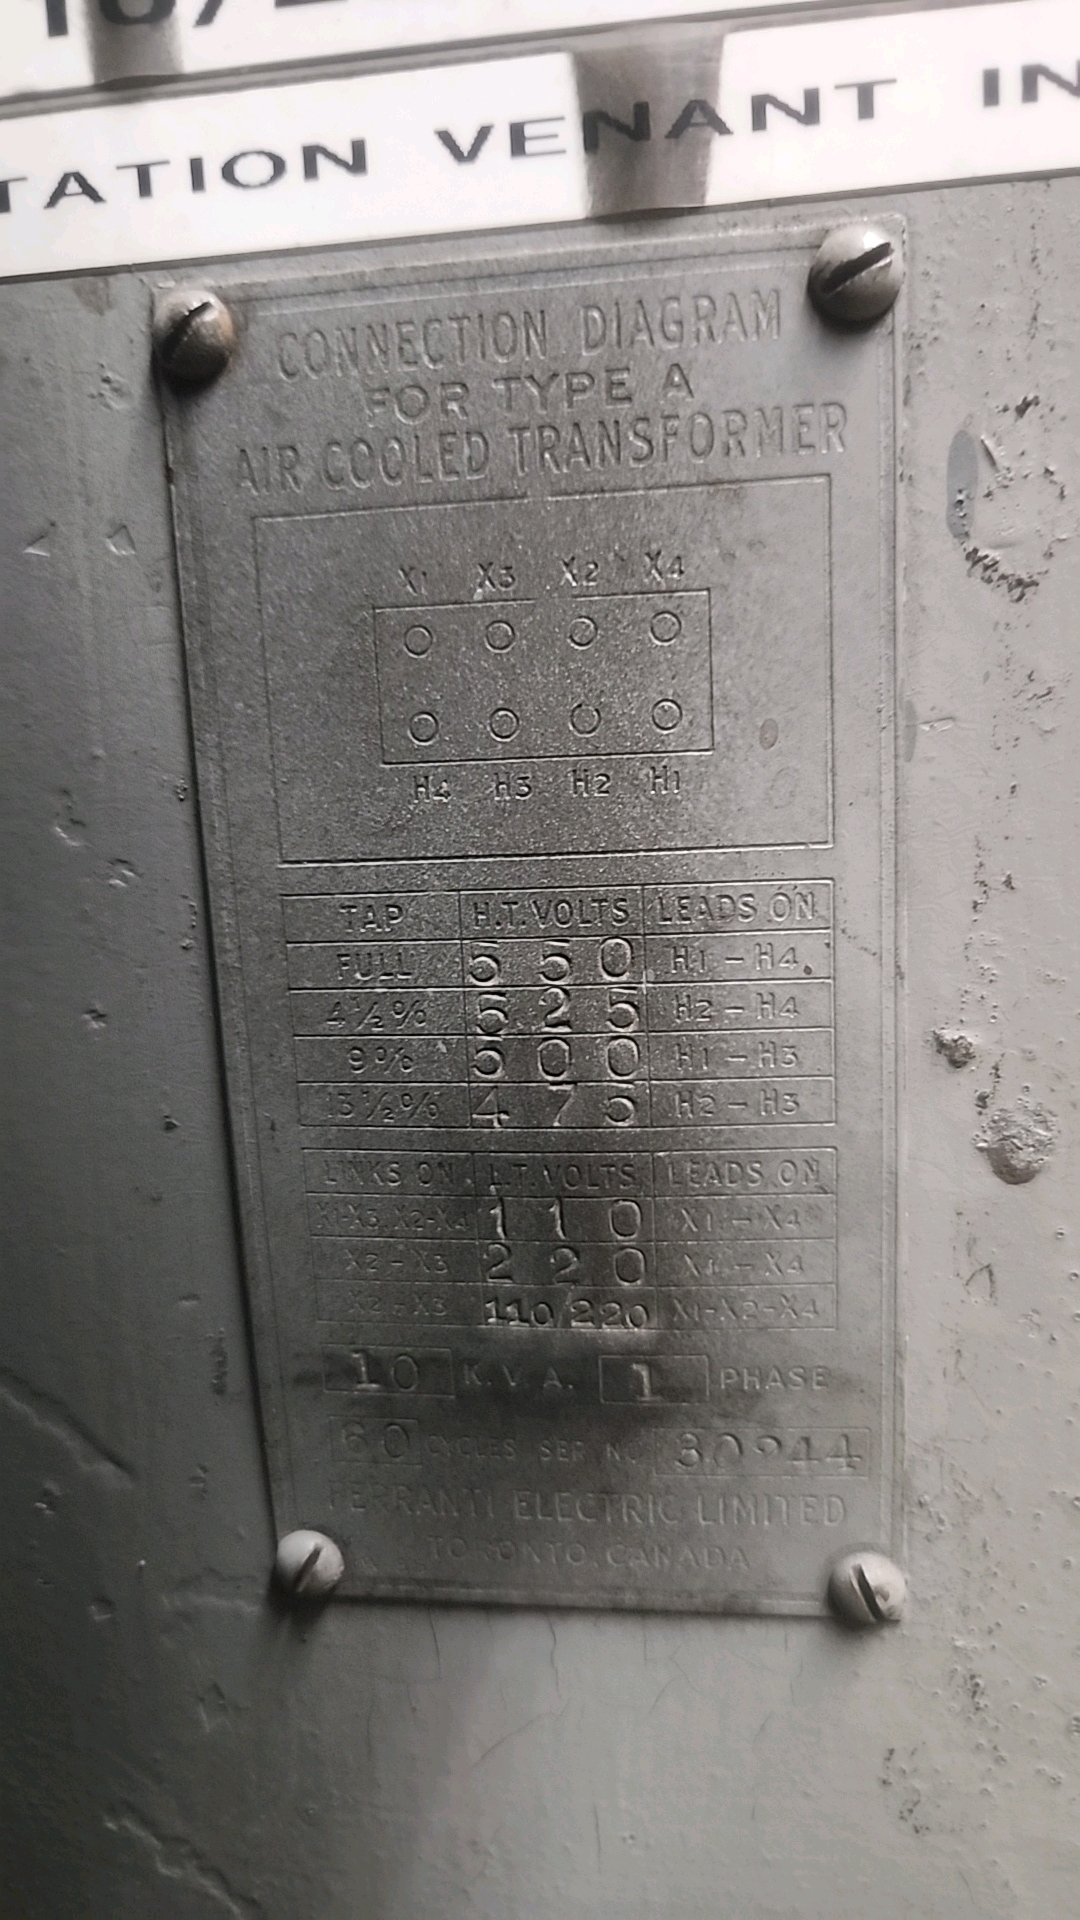 TATION VENANT IN
CONNECTION DIAGRAM
FOR TYPE A
AIR COOLED TRANSFORMER
X1 X3 X2 X4
H4 H3 H2 H1
TAP H.T. VOLTS LEADS ON
FULL 550 H1-H4
4½% 525 H2-H4
9% 500 H1-H3
13½% 475 H2-H3
LINKS ON L.T. VOLTS LEADS ON
X1-X3, X2-X4 110 X1-X4
X2-X3 220 X1-X4
X2-X3 110/220 X1-X2-X4
10 K.V.A. 1 PHASE
60 CYCLES SER NO.
FERRANTI ELECTRIC LIMITED
TORONTO, CANADA